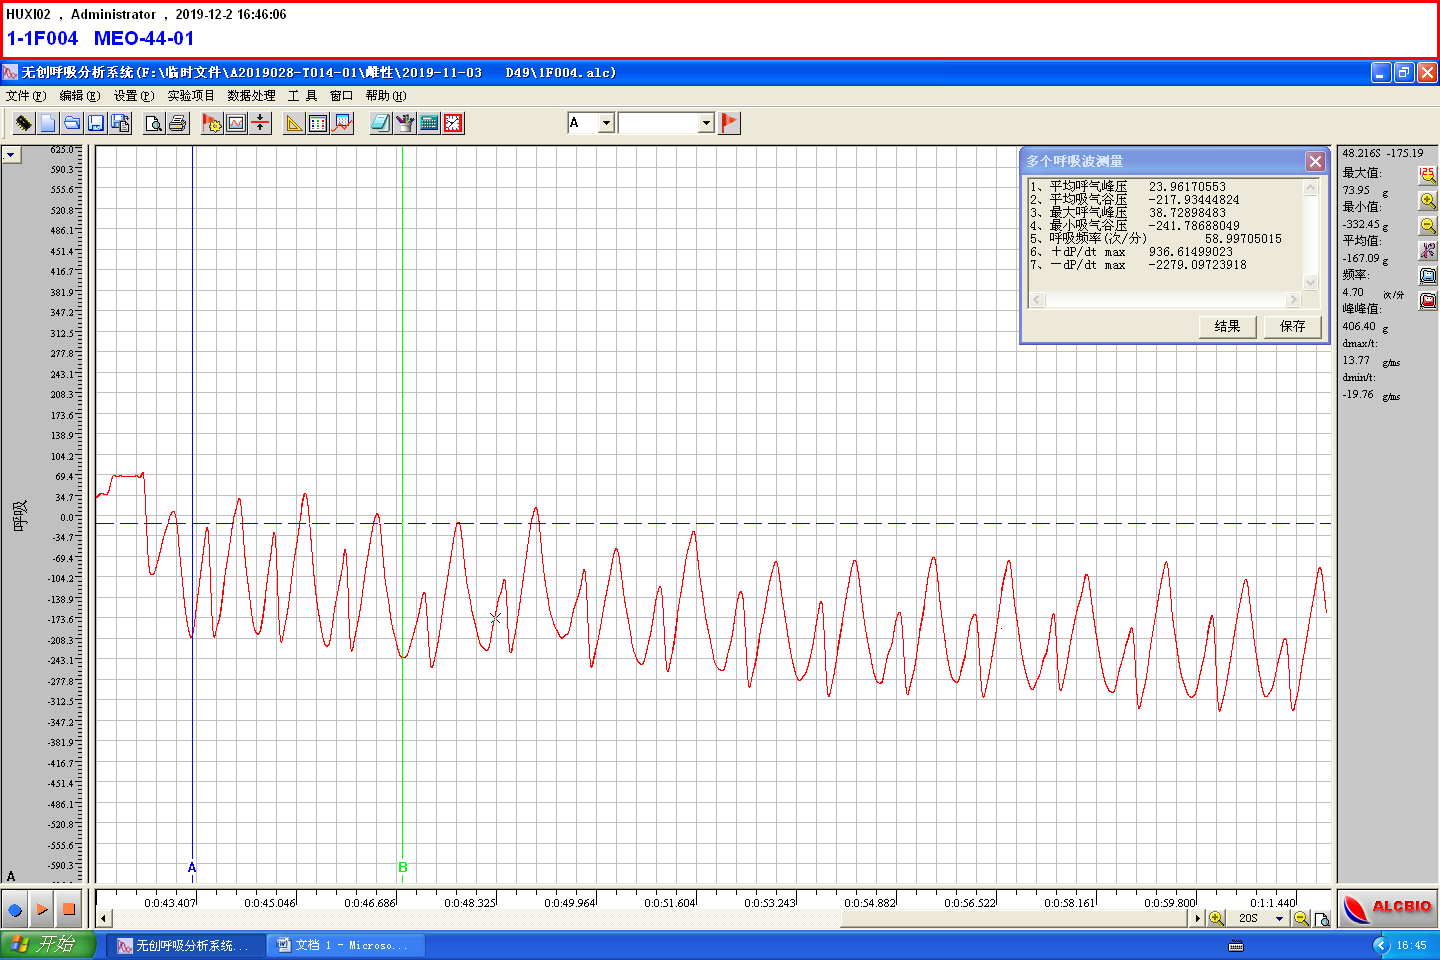 HUXI02 , Administrator , 2019-12-2 16:46:06
1-1F004 MEO-44-01
无创呼吸分析系统(F:\临时文件\A2019028-T014-01\雌性\2019-11-03 D49\1F004.alc)
文件(F) 编辑(E) 设置(P) 实验项目 数据处理 工 具 窗口 帮助(H)
A
625.0
590.3
555.6
520.8
486.1
451.4
416.7
381.9
347.2
312.5
277.8
243.1
208.3
173.6
138.9
104.2
69.4
34.7
0.0
-34.7
-69.4
-104.2
-138.9
-173.6
-208.3
-243.1
-277.8
-312.5
-347.2
-381.9
-416.7
-451.4
-486.1
-520.8
-555.6
-590.3
呼吸
A
A
B
多个呼吸波测量
1、平均呼气峰压 23.96170553
2、平均吸气谷压 -217.93444824
3、最大呼气峰压 38.72898483
4、最小吸气谷压 -241.78688049
5、呼吸频率(次/分) 58.99705015
6、＋dP/dt max 936.61499023
7、－dP/dt max -2279.09723918
结果 保存
48.216S -175.19
最大值:
73.95 g
最小值:
-332.45 g
平均值:
-167.09 g
频率:
4.70 次/分
峰峰值:
406.40 g
dmax/t:
13.77 g/ms
dmin/t:
-19.76 g/ms
125
0:0:43.407 0:0:45.046 0:0:46.686 0:0:48.325 0:0:49.964 0:0:51.604 0:0:53.243 0:0:54.882 0:0:56.522 0:0:58.161 0:0:59.800 0:1:1.440
20S
ALCBIO
开始 无创呼吸分析系统... 文档 1 - Microso... 16:45